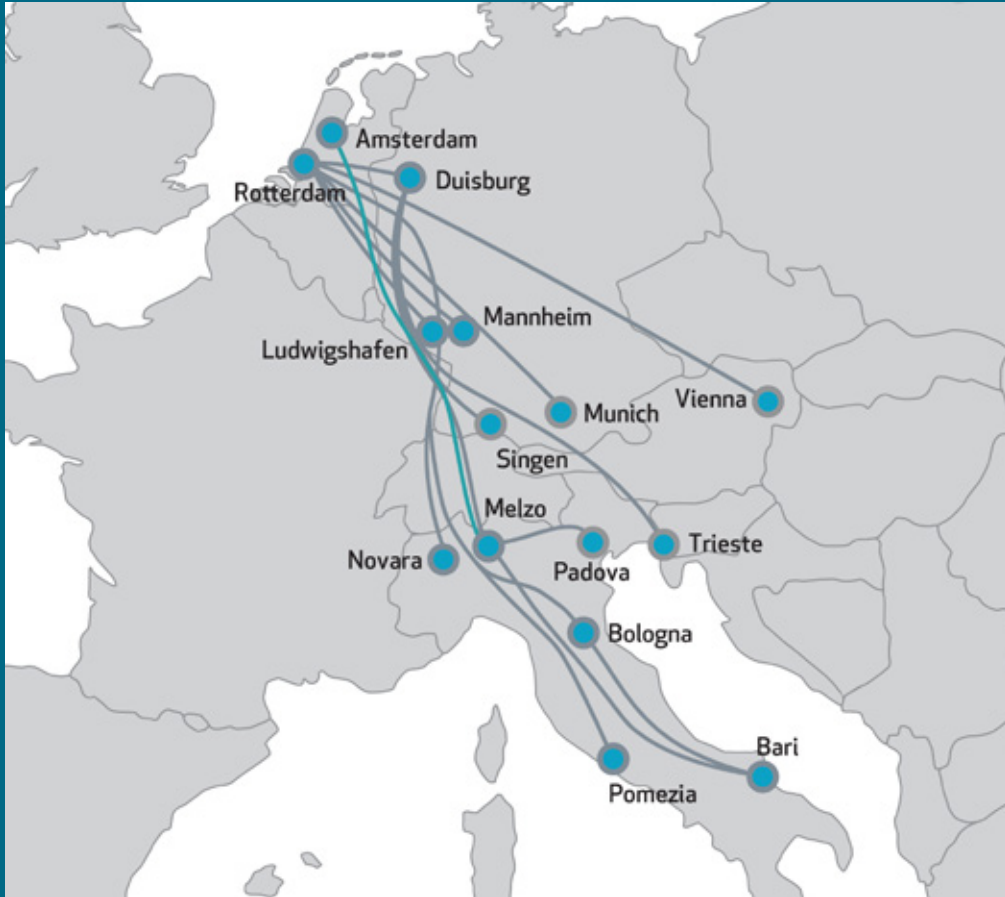 Amsterdam
Duisburg
Rotterdam
Mannheim
Ludwigshafen
Vienna
Munich
Singen
Melzo
Trieste
Novara
Padova
Bologna
Bari
Pomezia